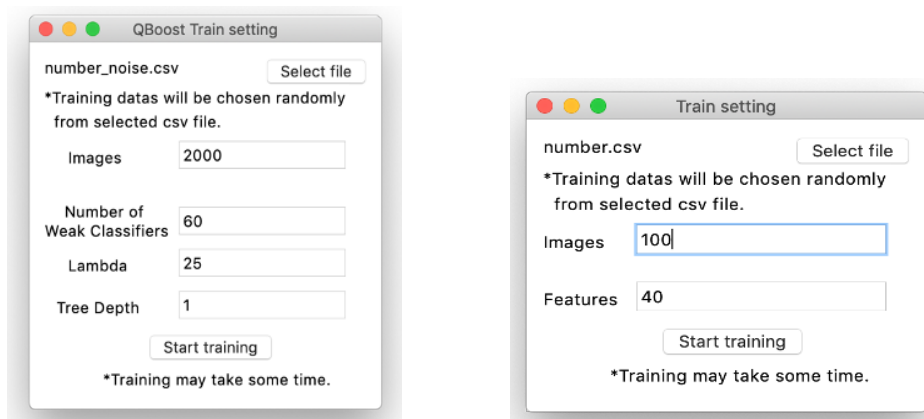 QBoost Train setting
number_noise.csv
Select file
*Training datas will be chosen randomly
from selected csv file.
Images
2000
Number of
Weak Classifiers
60
Lambda
25
Tree Depth
1
Start training
*Training may take some time.
Train setting
number.csv
Select file
*Training datas will be chosen randomly
from selected csv file.
Images
100
Features
40
Start training
*Training may take some time.